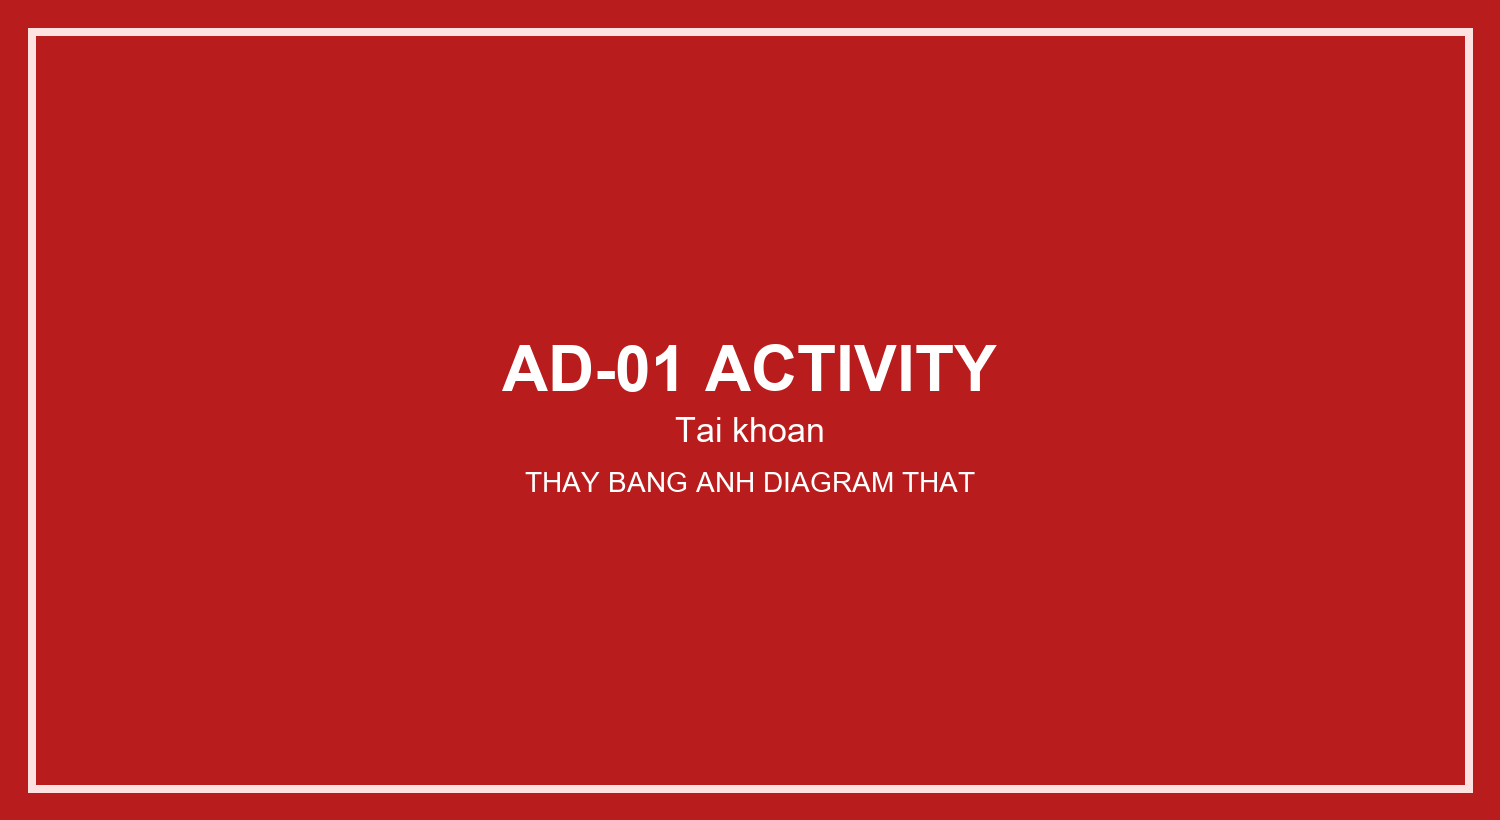 AD-01 ACTIVITY
Tai khoan
THAY BANG ANH DIAGRAM THAT